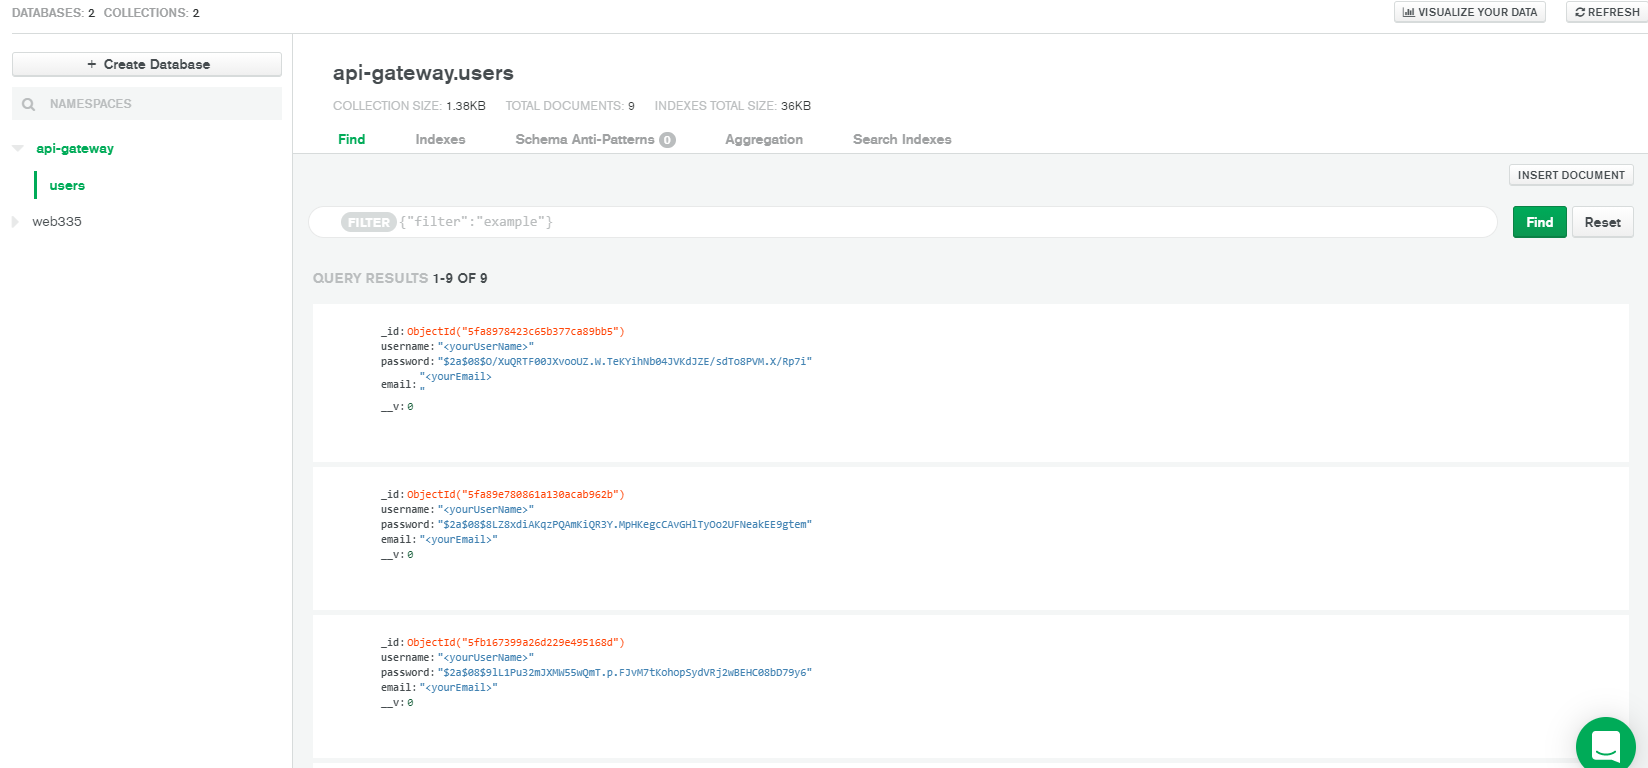 DATABASES: 2 COLLECTIONS: 2
VISUALIZE YOUR DATA
REFRESH
+ Create Database
NAMESPACES
api-gateway
users
web335
api-gateway.users
COLLECTION SIZE: 1.38KB TOTAL DOCUMENTS: 9 INDEXES TOTAL SIZE: 36KB
Find Indexes Schema Anti-Patterns 0 Aggregation Search Indexes
INSERT DOCUMENT
FILTER {"filter":"example"}
Find
Reset
QUERY RESULTS 1-9 OF 9
_id: ObjectId("5fa8978423c65b377ca89bb5")
username: "<yourUserName>"
password: "$2a$08$O/XuQRTF00JXvooUZ.W.TeKYihNb04JVKdJZE/sdTo8PVM.X/Rp7i"
email: "<yourEmail>
"
__v: 0
_id: ObjectId("5fa89e780861a130acab962b")
username: "<yourUserName>"
password: "$2a$08$8LZ8xdiAKqzPQAmKiQR3Y.MpHKegcCAvGHlTyOo2UFNeakEE9gtem"
email: "<yourEmail>"
__v: 0
_id: ObjectId("5fb167399a26d229e495168d")
username: "<yourUserName>"
password: "$2a$08$9lL1Pu32mJXMW55wQmT.p.FJvM7tKohopSydVRj2wBEHC08bD79y6"
email: "<yourEmail>"
__v: 0